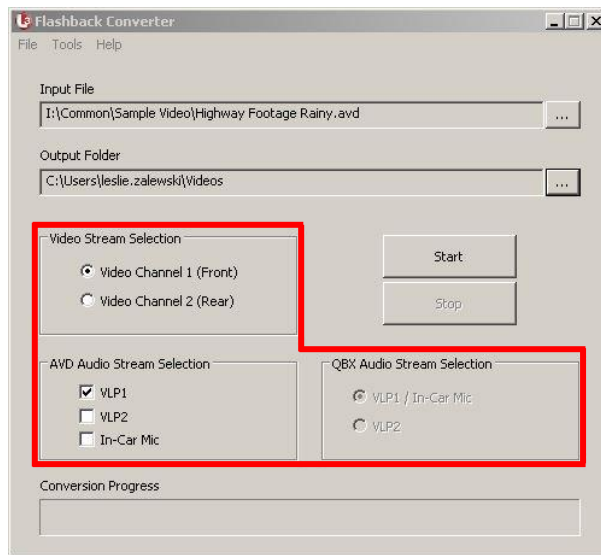 Flashback Converter
File Tools Help
Input File
I:\Common\Sample Video\Highway Footage Rainy.avd
...
Output Folder
C:\Users\leslie.zalewski\Videos
...
Video Stream Selection
Video Channel 1 (Front)
Video Channel 2 (Rear)
Start
Stop
AVD Audio Stream Selection
VLP1
VLP2
In-Car Mic
QBX Audio Stream Selection
VLP1 / In-Car Mic
VLP2
Conversion Progress